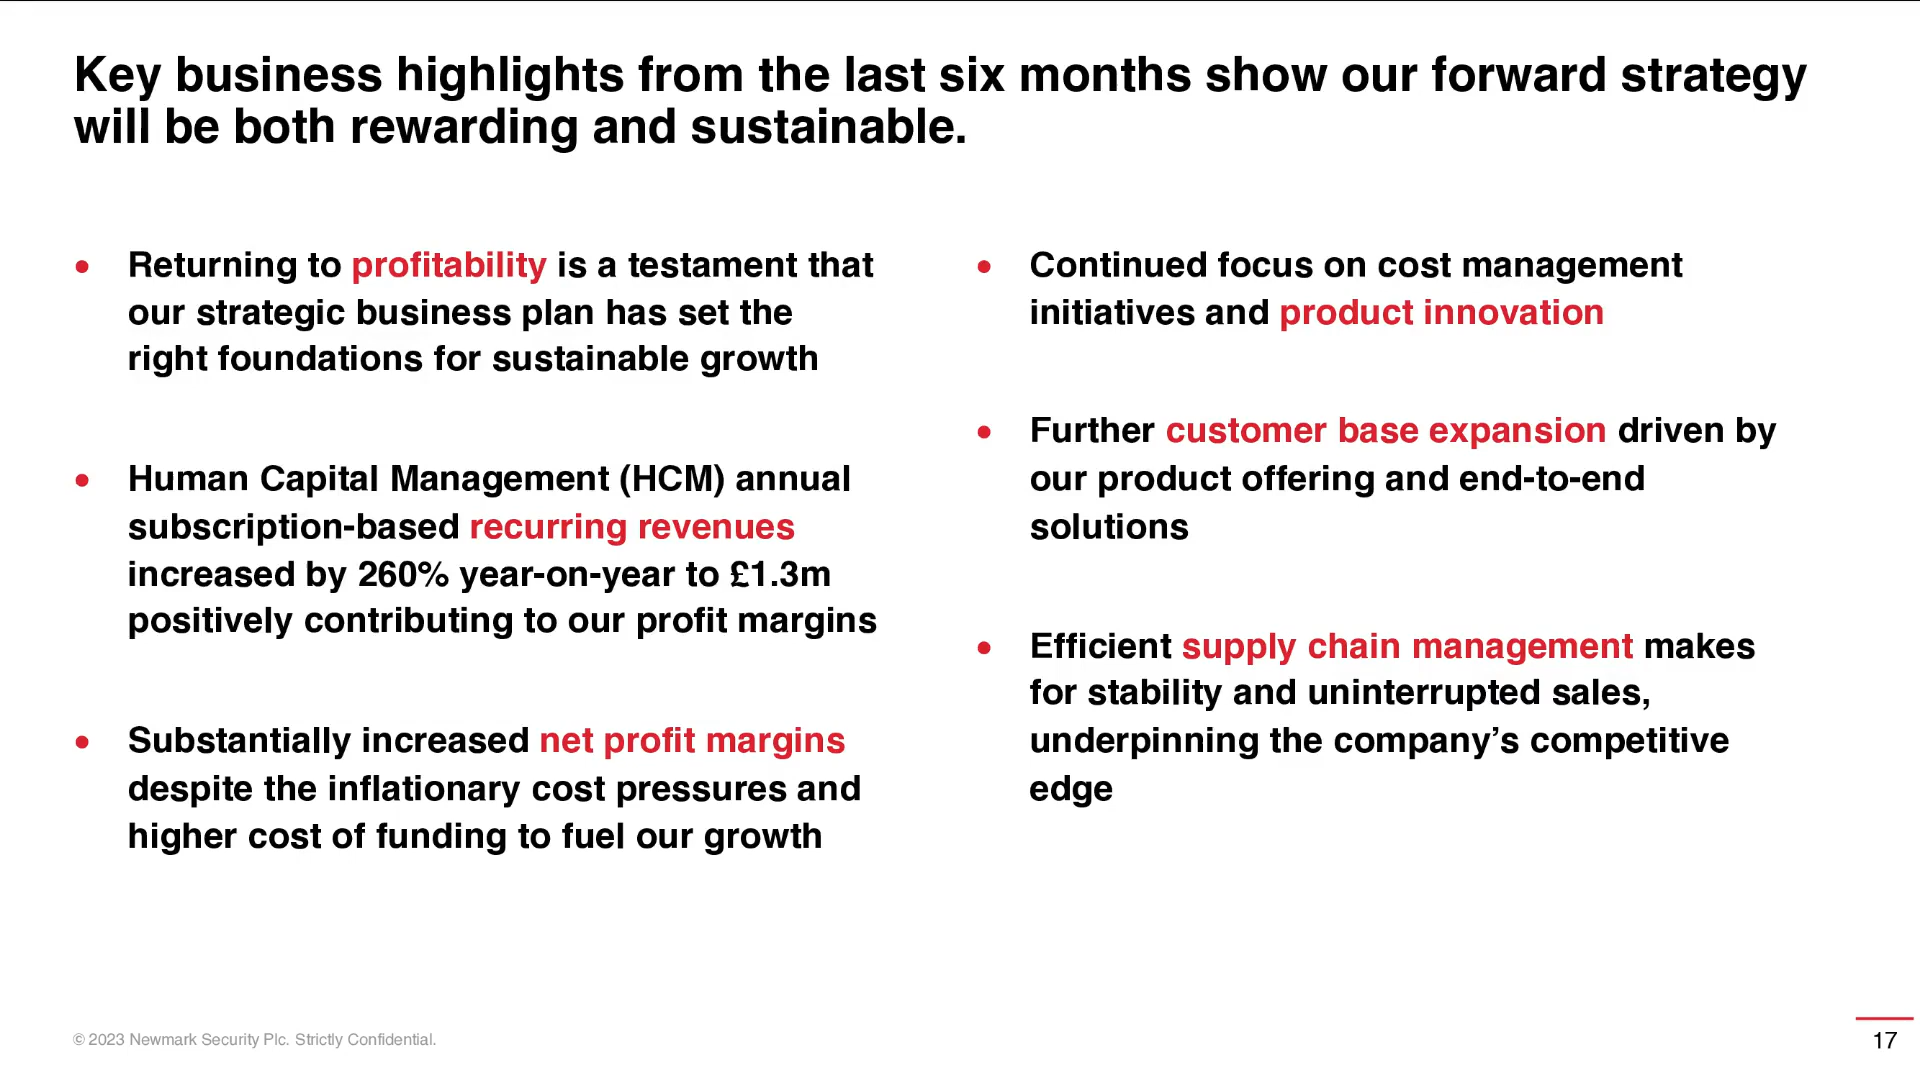 Key business highlights from the last six months show our forward strategy
will be both rewarding and sustainable.
• Returning to profitability is a testament that
our strategic business plan has set the
right foundations for sustainable growth
• Human Capital Management (HCM) annual
subscription-based recurring revenues
increased by 260% year-on-year to £1.3m
positively contributing to our profit margins
• Substantially increased net profit margins
despite the inflationary cost pressures and
higher cost of funding to fuel our growth
• Continued focus on cost management
initiatives and product innovation
• Further customer base expansion driven by
our product offering and end-to-end
solutions
• Efficient supply chain management makes
for stability and uninterrupted sales,
underpinning the company’s competitive
edge
© 2023 Newmark Security Plc. Strictly Confidential.
17